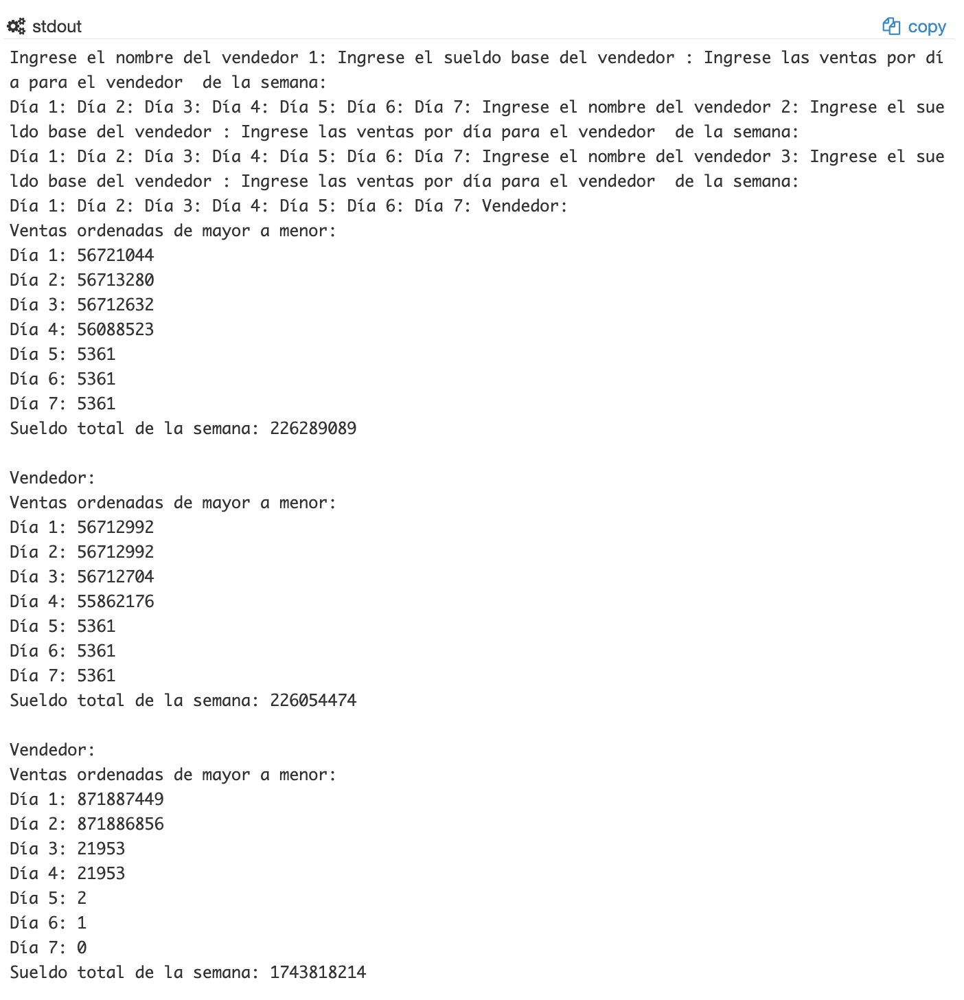 stdout
copy
Ingrese el nombre del vendedor 1: Ingrese el sueldo base del vendedor : Ingrese las ventas por dí
a para el vendedor  de la semana:
Día 1: Día 2: Día 3: Día 4: Día 5: Día 6: Día 7: Ingrese el nombre del vendedor 2: Ingrese el sue
ldo base del vendedor : Ingrese las ventas por día para el vendedor  de la semana:
Día 1: Día 2: Día 3: Día 4: Día 5: Día 6: Día 7: Ingrese el nombre del vendedor 3: Ingrese el sue
ldo base del vendedor : Ingrese las ventas por día para el vendedor  de la semana:
Día 1: Día 2: Día 3: Día 4: Día 5: Día 6: Día 7: Vendedor:
Ventas ordenadas de mayor a menor:
Día 1: 56721044
Día 2: 56713280
Día 3: 56712632
Día 4: 56088523
Día 5: 5361
Día 6: 5361
Día 7: 5361
Sueldo total de la semana: 226289089

Vendedor:
Ventas ordenadas de mayor a menor:
Día 1: 56712992
Día 2: 56712992
Día 3: 56712704
Día 4: 55862176
Día 5: 5361
Día 6: 5361
Día 7: 5361
Sueldo total de la semana: 226054474

Vendedor:
Ventas ordenadas de mayor a menor:
Día 1: 871887449
Día 2: 871886856
Día 3: 21953
Día 4: 21953
Día 5: 2
Día 6: 1
Día 7: 0
Sueldo total de la semana: 1743818214